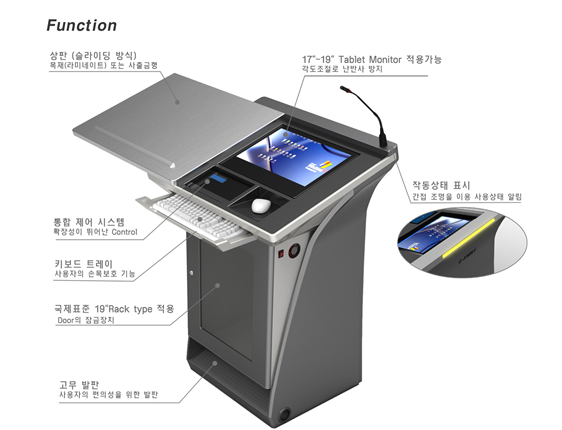 Function
상판 (슬라이딩 방식)
목재(라미네이트) 또는 사출금형
17"-19" Tablet Monitor 적용가능
각도조절로 난반사 방지
작동상태 표시
간접 조명을 이용 사용상태 알림
통합 제어 시스템
확장성이 뛰어난 Control
키보드 트레이
사용자의 손목보호 기능
국제표준 19"Rack type 적용
Door의 잠금장치
고무 발판
사용자의 편의성을 위한 발판